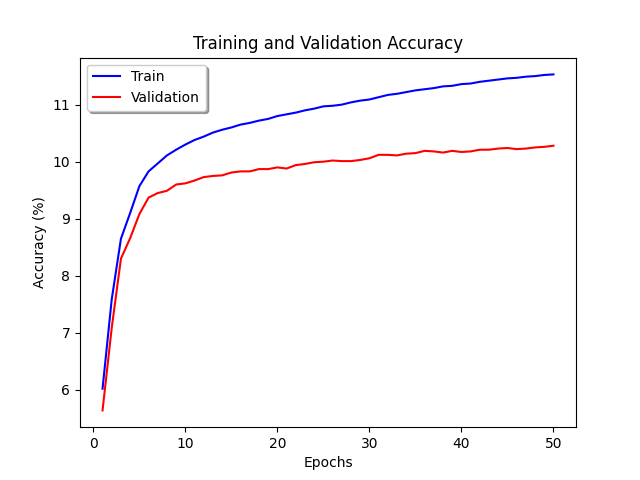 Training and Validation Accuracy
Train
Validation
Accuracy (%)
11
10
9
8
7
6
0 10 20 30 40 50
Epochs